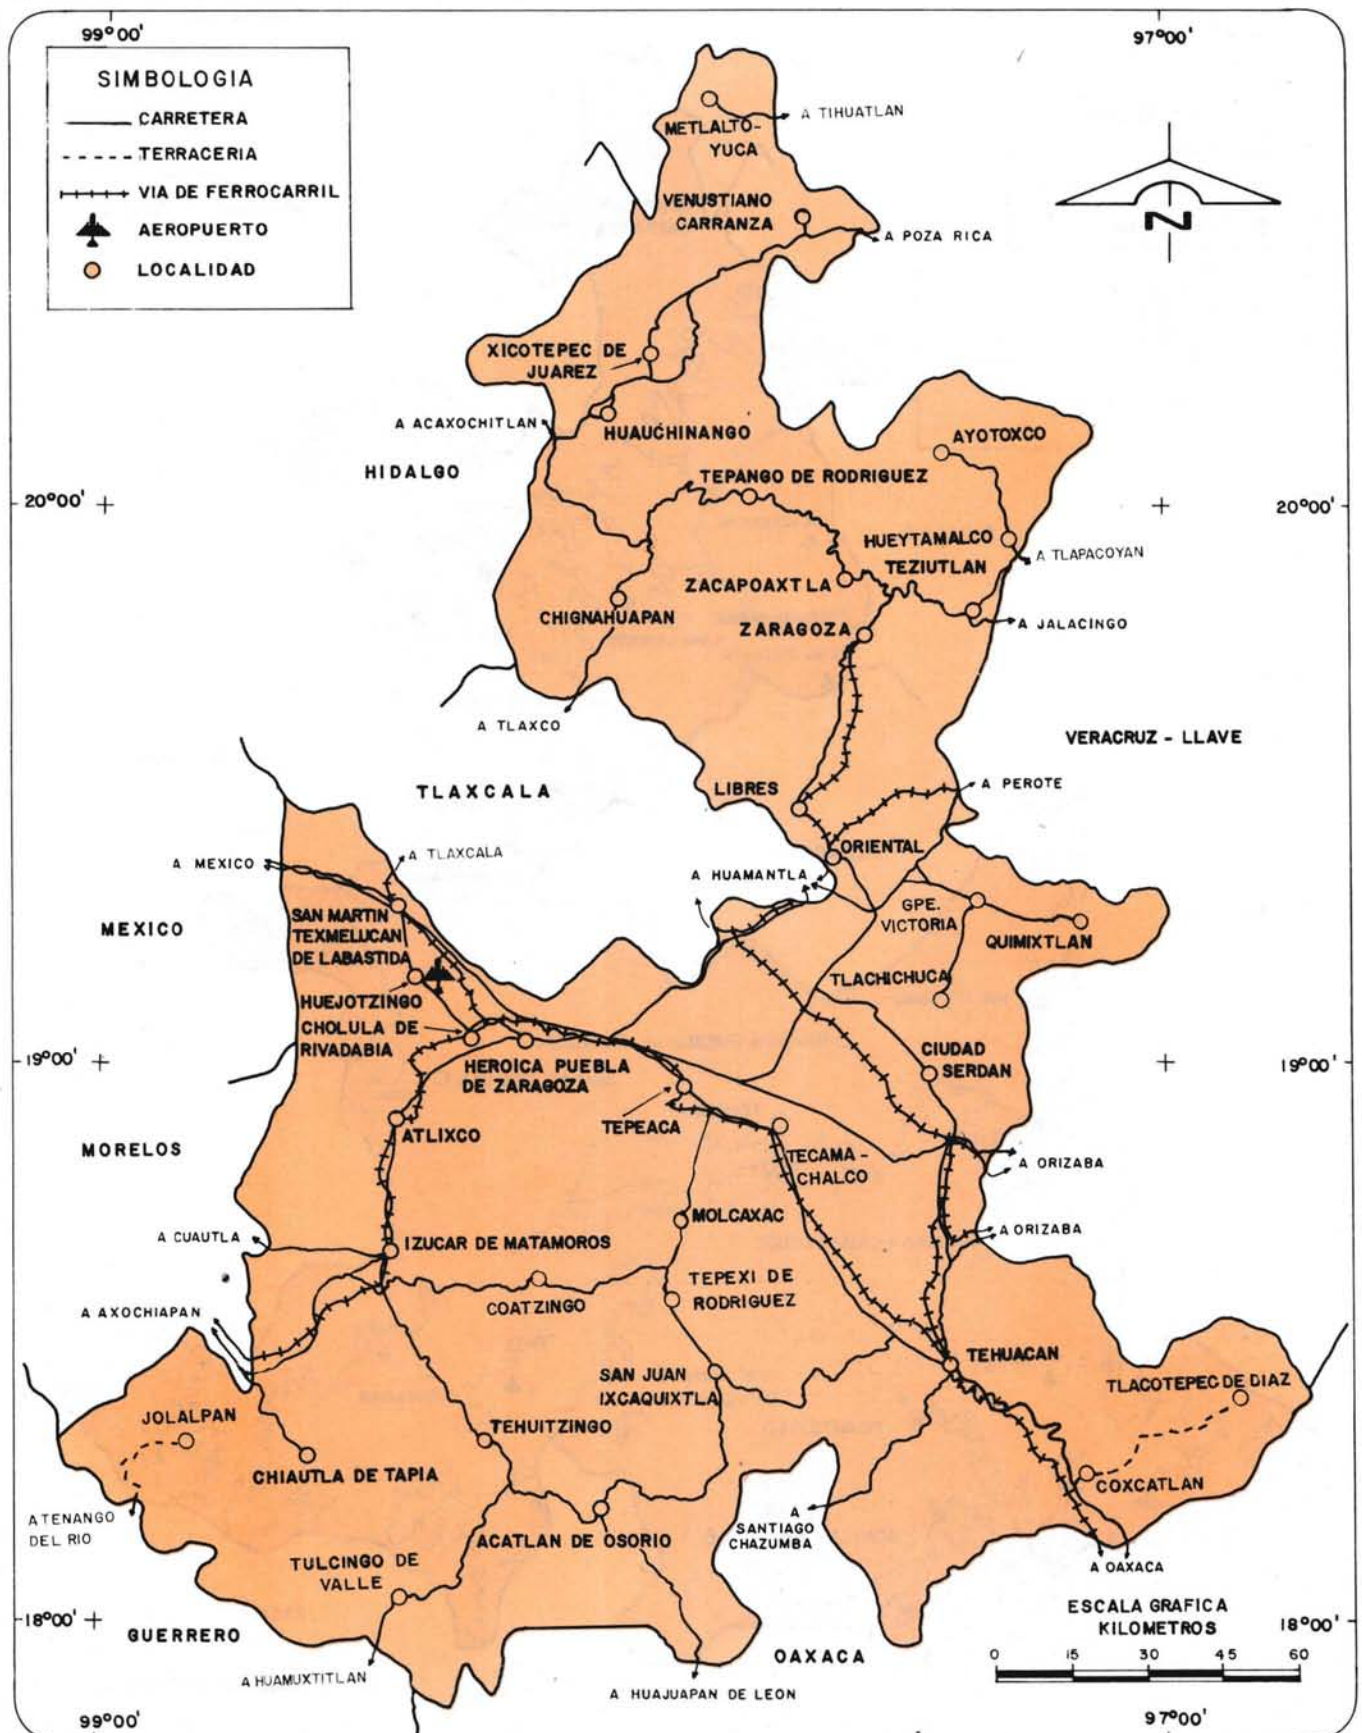 99°00'
97°00'
SIMBOLOGIA
CARRETERA
TERRACERIA
VIA DE FERROCARRIL
AEROPUERTO
LOCALIDAD
N
METLALTO-
YUCA
A TIHUATLAN
VENUSTIANO
CARRANZA
A POZA RICA
XICOTEPEC DE
JUAREZ
A ACAXOCHITLAN
HUAUCHINANGO
AYOTOXCO
HIDALGO
TEPANGO DE RODRIGUEZ
20°00'
20°00'
HUEYTAMALCO
A TLAPACOYAN
TEZIUTLAN
ZACAPOAXTLA
CHIGNAHUAPAN
ZARAGOZA
A JALACINGO
A TLAXCO
VERACRUZ - LLAVE
TLAXCALA
LIBRES
A PEROTE
A MEXICO
A TLAXCALA
ORIENTAL
A HUAMANTLA
MEXICO
SAN MARTIN
TEXMELUCAN
DE LABASTIDA
GPE.
VICTORIA
QUIMIXTLAN
TLACHICHUCA
HUEJOTZINGO
CHOLULA DE
RIVADABIA
19°00'
19°00'
HEROICA PUEBLA
DE ZARAGOZA
CIUDAD
SERDAN
TEPEACA
ATLIXCO
MORELOS
TECAMA-
CHALCO
A ORIZABA
MOLCAXAC
A ORIZABA
A CUAUTLA
IZUCAR DE MATAMOROS
COATZINGO
TEPEXI DE
RODRIGUEZ
A AXOCHIAPAN
TEHUACAN
SAN JUAN
IXCAQUIXTLA
TLACOTEPEC DE DIAZ
JOLALPAN
TEHUITZINGO
CHIAUTLA DE TAPIA
COXCATLAN
A TENANGO
DEL RIO
A
SANTIAGO
CHAZUMBA
ACATLAN DE OSORIO
TULCINGO DE
VALLE
A OAXACA
18°00'
18°00'
GUERRERO
OAXACA
ESCALA GRAFICA
KILOMETROS
0 15 30 45 60
A HUAMUXTITLAN
A HUAJUAPAN DE LEON
99°00'
97°00'